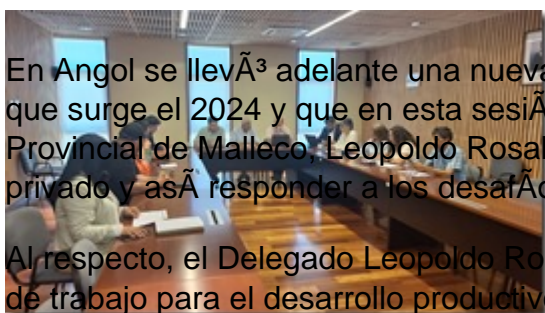 En Angol se llevÃ³ adelante una nueva
que surge el 2024 y que en esta sesiÃ
Provincial de Malleco, Leopoldo Rosal
privado y asÃ responder a los desafÃ­o
Al respecto, el Delegado Leopoldo Ro
de trabajo para el desarrollo productivo